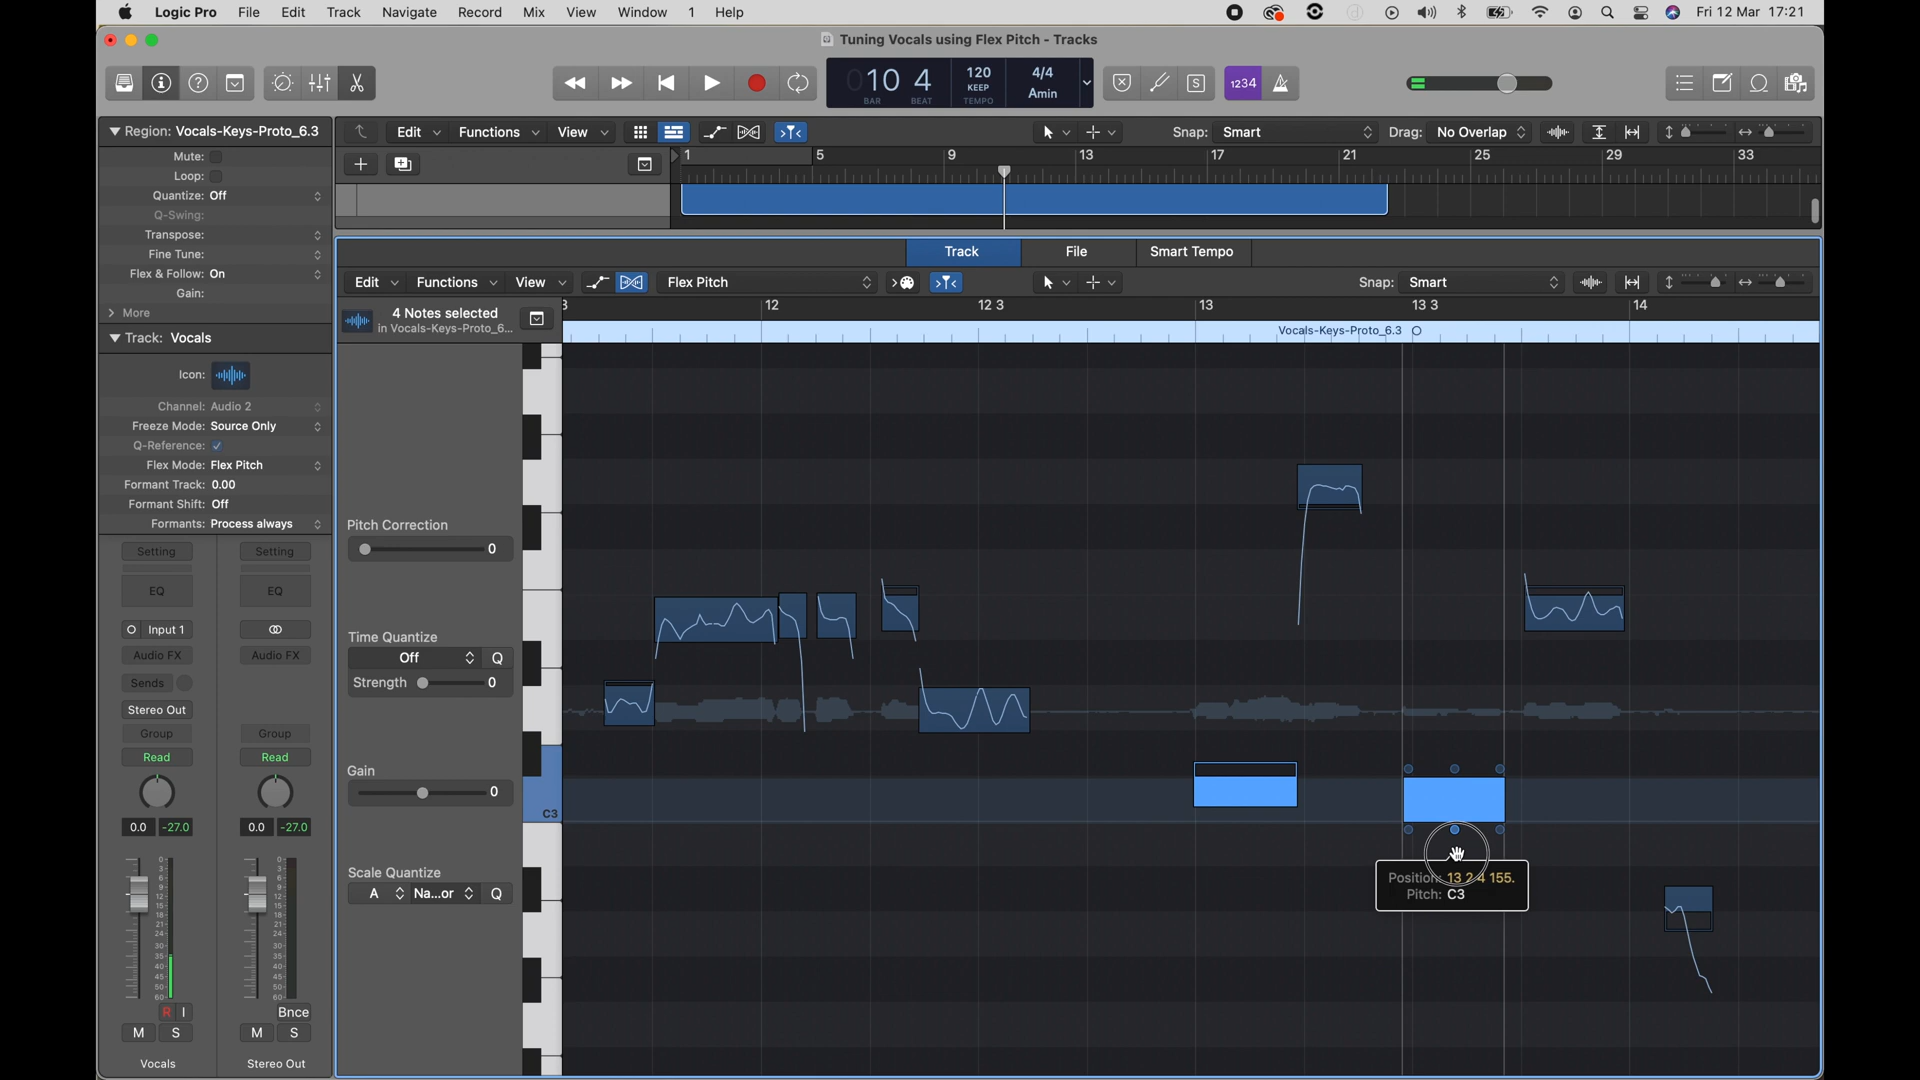 Logic Pro File Edit Track Navigate Record Mix View Window 1 Help Fri 12 Mar 17:21
Tuning Vocals using Flex Pitch - Tracks
10 4 120 KEEP TEMPO 4/4 Amin
BAR BEAT
S 1234
Region: Vocals-Keys-Proto_6.3
Mute:
Loop:
Quantize: Off
Q-Swing:
Transpose:
Fine Tune:
Flex & Follow: On
Gain:
More
Track: Vocals
Icon:
Channel: Audio 2
Freeze Mode: Source Only
Q-Reference:
Flex Mode: Flex Pitch
Formant Track: 0.00
Formant Shift: Off
Formants: Process always
Setting Setting
EQ EQ
Input 1
Audio FX Audio FX
Sends
Stereo Out
Group Group
Read Read
0.0 -27.0 0.0 -27.0
R I Bnce
M S M S
Vocals Stereo Out
Edit Functions View Snap: Smart Drag: No Overlap
1 5 9 13 17 21 25 29 33
Track File Smart Tempo
Edit Functions View Flex Pitch Snap: Smart
12 12 3 13 13 3 14
4 Notes selected
in Vocals-Keys-Proto_6...
Vocals-Keys-Proto_6.3
Pitch Correction
0
Time Quantize
Off Q
Strength 0
Gain
0
C3
Scale Quantize
A Na...or Q
Position: 13 2 4 155.
Pitch: C3